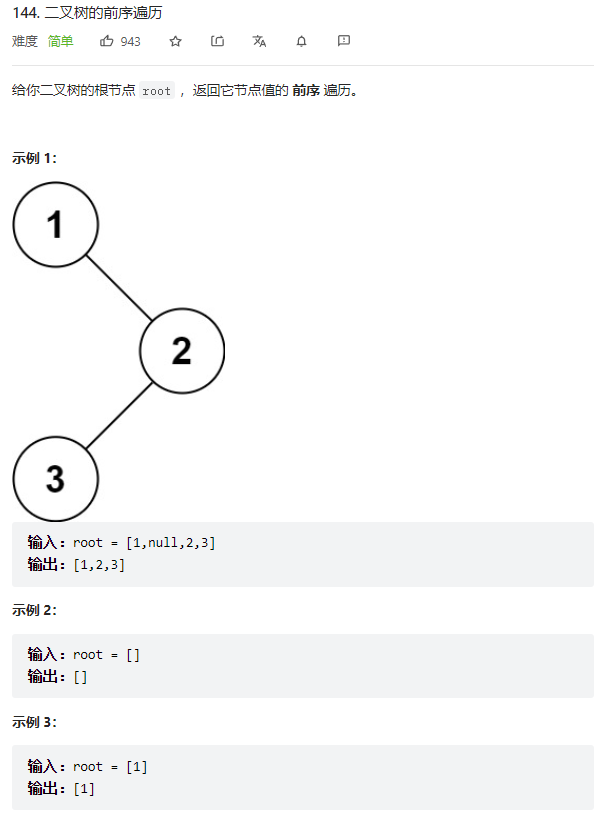 144. 二叉树的前序遍历
难度 简单 943
给你二叉树的根节点 root ，返回它节点值的 前序 遍历。
示例 1：
1
2
3
输入：root = [1,null,2,3]
输出：[1,2,3]
示例 2：
输入：root = []
输出：[]
示例 3：
输入：root = [1]
输出：[1]